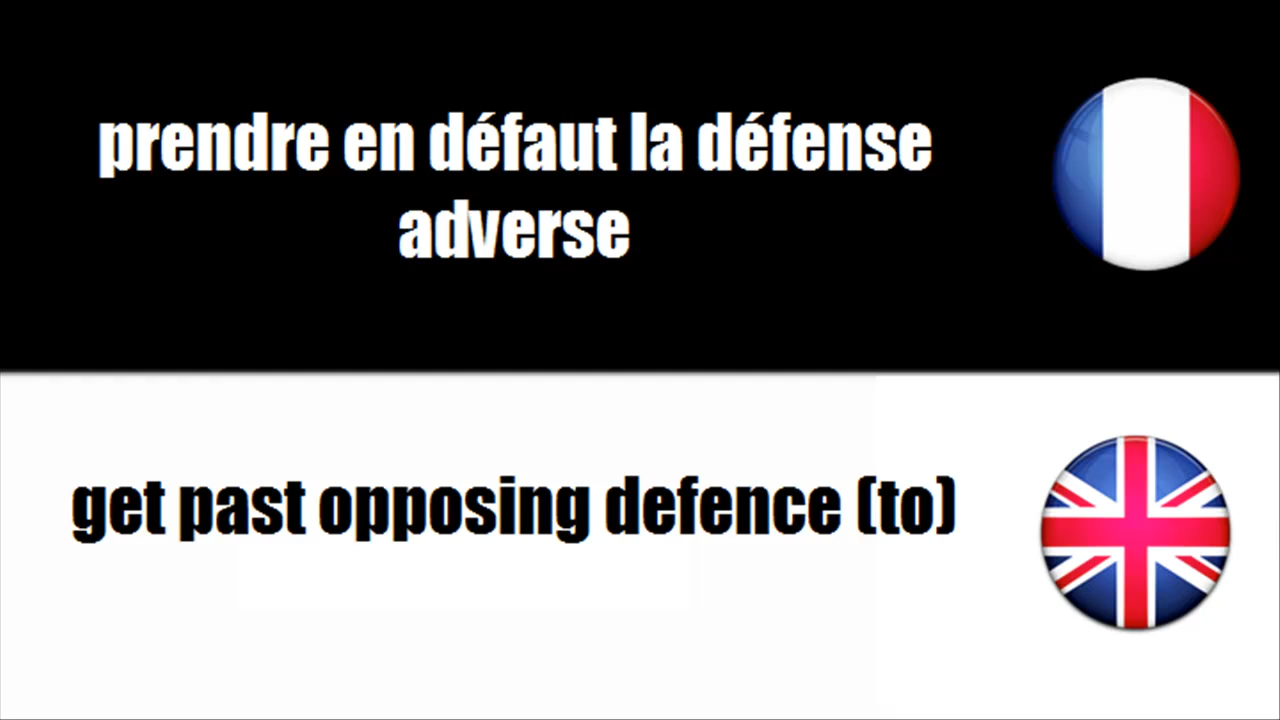 prendre en défaut la défense
adverse
get past opposing defence (to)